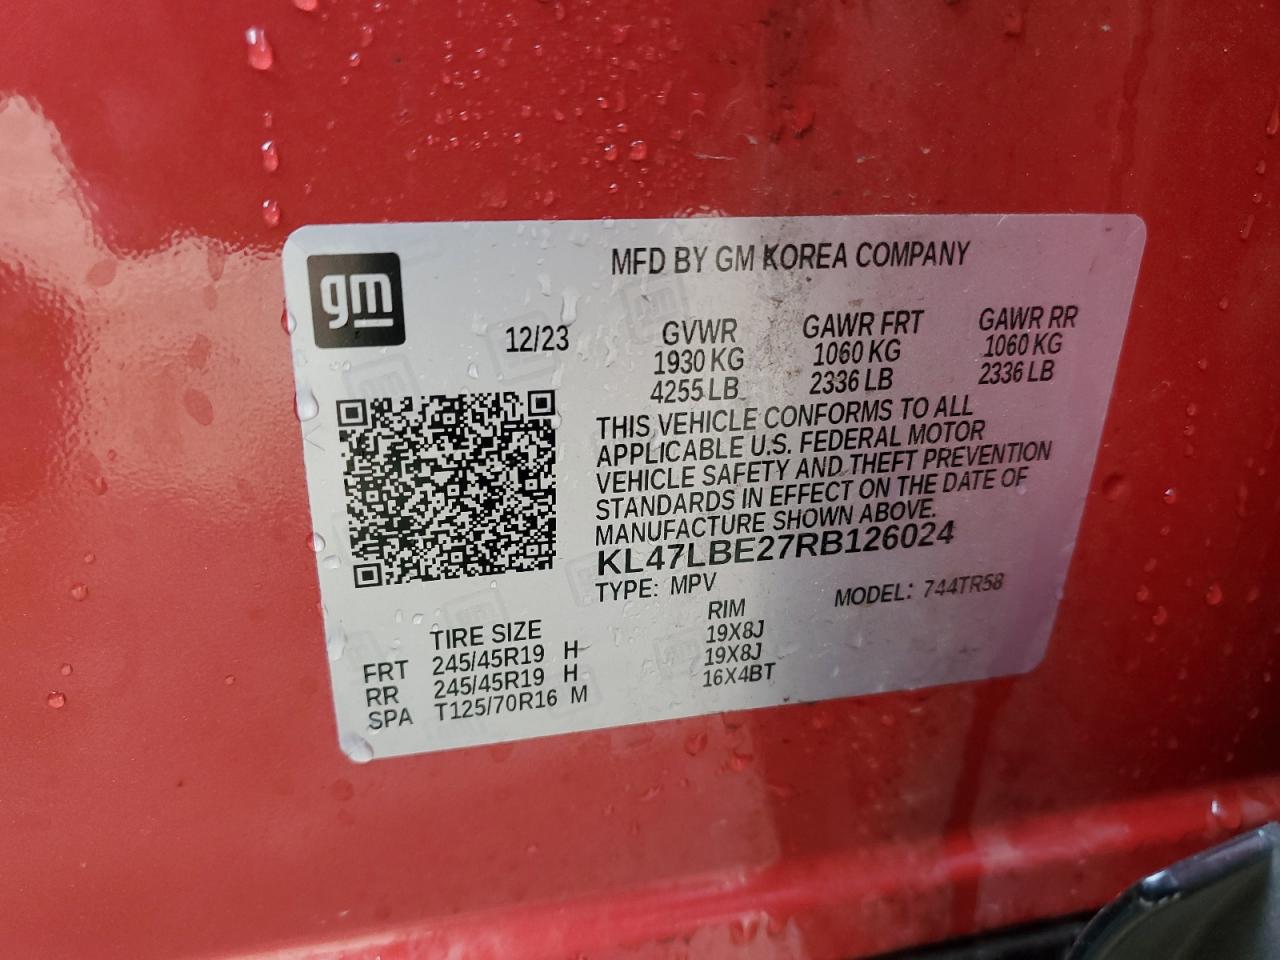 gm
MFD BY GM KOREA COMPANY
12/23
GVWR GAWR FRT GAWR RR
1930 KG 1060 KG 1060 KG
4255 LB 2336 LB 2336 LB
THIS VEHICLE CONFORMS TO ALL
APPLICABLE U.S. FEDERAL MOTOR
VEHICLE SAFETY AND THEFT PREVENTION
STANDARDS IN EFFECT ON THE DATE OF
MANUFACTURE SHOWN ABOVE.
KL47LBE27RB126024
TYPE: MPV MODEL: 744TR58
TIRE SIZE RIM
FRT 245/45R19 H 19X8J
RR 245/45R19 H 19X8J
SPA T125/70R16 M 16X4BT